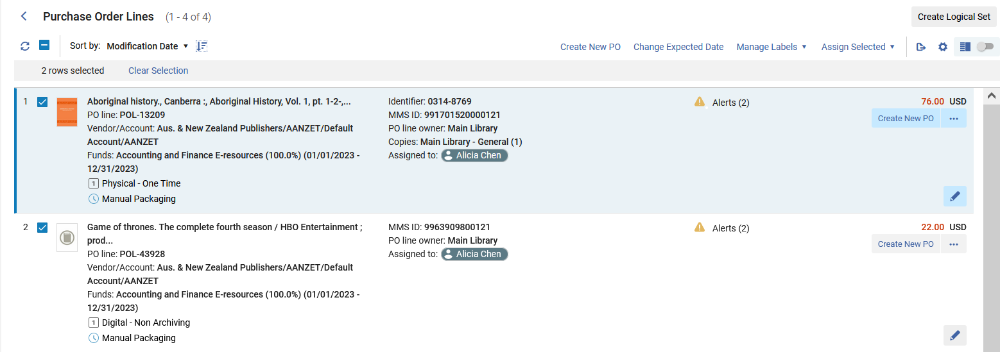 Purchase Order Lines (1 - 4 of 4) Create Logical Set
Sort by: Modification Date Create New PO Change Expected Date Manage Labels Assign Selected
2 rows selected Clear Selection
1 Aboriginal history., Canberra :, Aboriginal History, Vol. 1, pt. 1-2-,...
PO line: POL-13209
Vendor/Account: Aus. & New Zealand Publishers/AANZET/Default
Account/AANZET
Funds: Accounting and Finance E-resources (100.0%) (01/01/2023 -
12/31/2023)
1 Physical - One Time
Manual Packaging
Identifier: 0314-8769
MMS ID: 991701520000121
PO line owner: Main Library
Copies: Main Library - General (1)
Assigned to: Alicia Chen
Alerts (2)
76.00 USD
Create New PO
2 Game of thrones. The complete fourth season / HBO Entertainment ;
prod...
PO line: POL-43928
Vendor/Account: Aus. & New Zealand Publishers/AANZET/Default
Account/AANZET
Funds: Accounting and Finance E-resources (100.0%) (01/01/2023 -
12/31/2023)
1 Digital - Non Archiving
Manual Packaging
MMS ID: 9963909800121
PO line owner: Main Library
Assigned to: Alicia Chen
Alerts (2)
22.00 USD
Create New PO